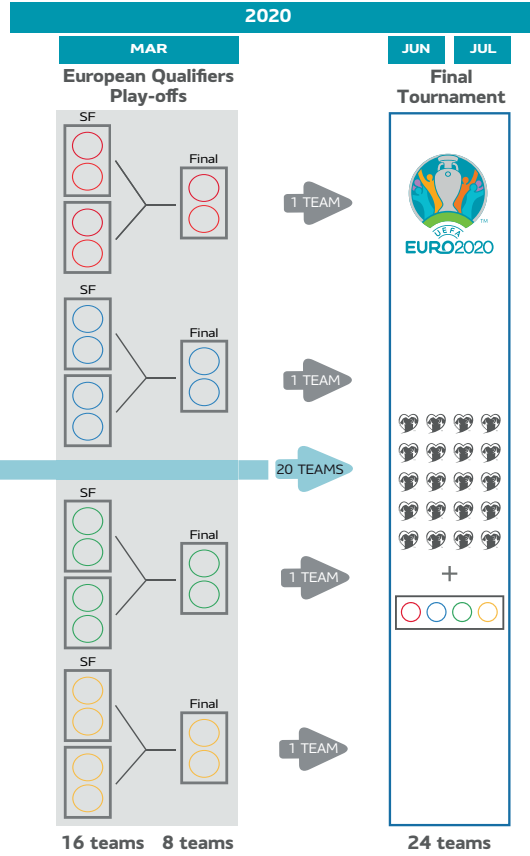 2020
MAR
JUN
JUL
European Qualifiers
Play-offs
Final
Tournament
SF
Final
1 TEAM
TM
UEFA
EURO2020
SF
Final
1 TEAM
20 TEAMS
SF
Final
1 TEAM
+
SF
Final
1 TEAM
16 teams
8 teams
24 teams